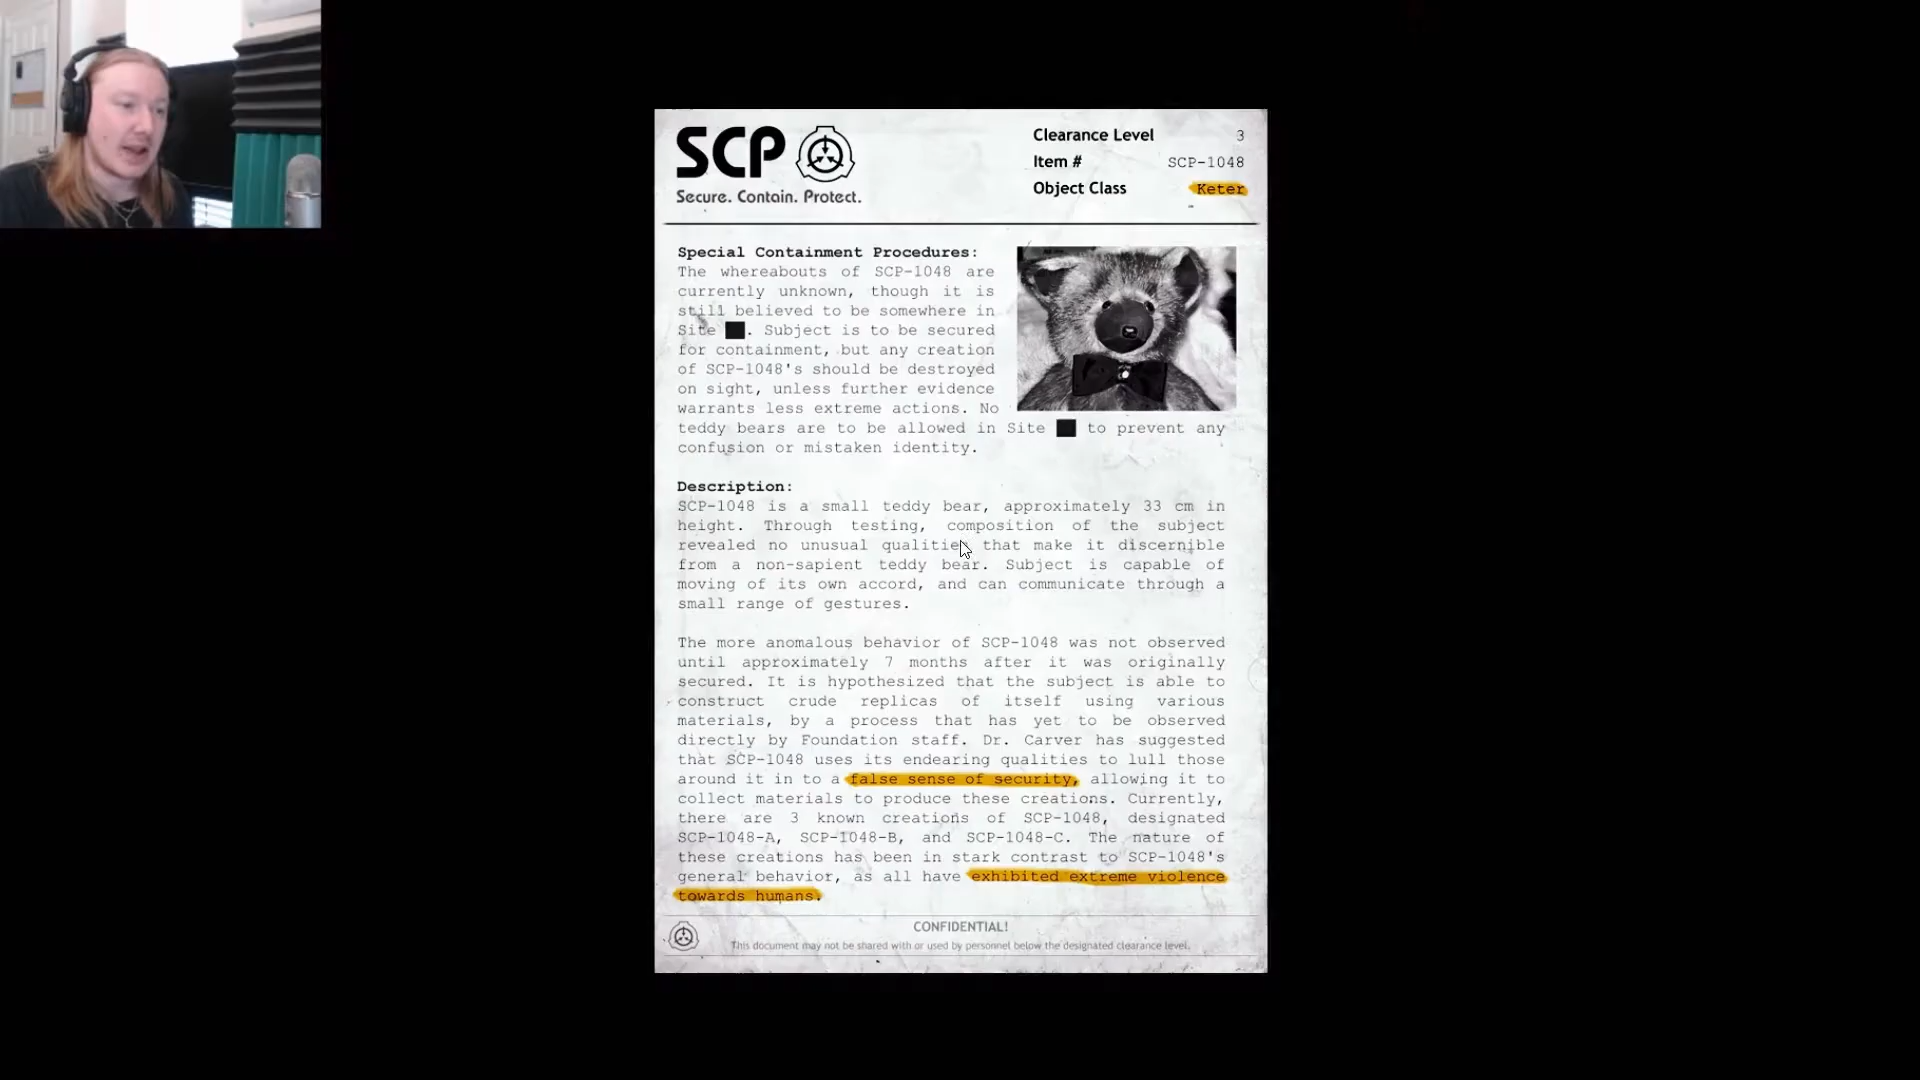 SCP
Secure. Contain. Protect.
Clearance Level 3
Item # SCP-1048
Object Class Keter
Special Containment Procedures:
The whereabouts of SCP-1048 are
currently unknown, though it is
still believed to be somewhere in
Site . Subject is to be secured
for containment, but any creation
of SCP-1048's should be destroyed
on sight, unless further evidence
warrants less extreme actions. No
teddy bears are to be allowed in Site to prevent any
confusion or mistaken identity.
Description:
SCP-1048 is a small teddy bear, approximately 33 cm in
height. Through testing, composition of the subject
revealed no unusual qualities that make it discernible
from a non-sapient teddy bear. Subject is capable of
moving of its own accord, and can communicate through a
small range of gestures.
The more anomalous behavior of SCP-1048 was not observed
until approximately 7 months after it was originally
secured. It is hypothesized that the subject is able to
construct crude replicas of itself using various
materials, by a process that has yet to be observed
directly by Foundation staff. Dr. Carver has suggested
that SCP-1048 uses its endearing qualities to lull those
around it in to a false sense of security, allowing it to
collect materials to produce these creations. Currently,
there are 3 known creations of SCP-1048, designated
SCP-1048-A, SCP-1048-B, and SCP-1048-C. The nature of
these creations has been in stark contrast to SCP-1048's
general behavior, as all have exhibited extreme violence
towards humans.
CONFIDENTIAL!
This document may not be shared with or used by personnel below the designated clearance level.